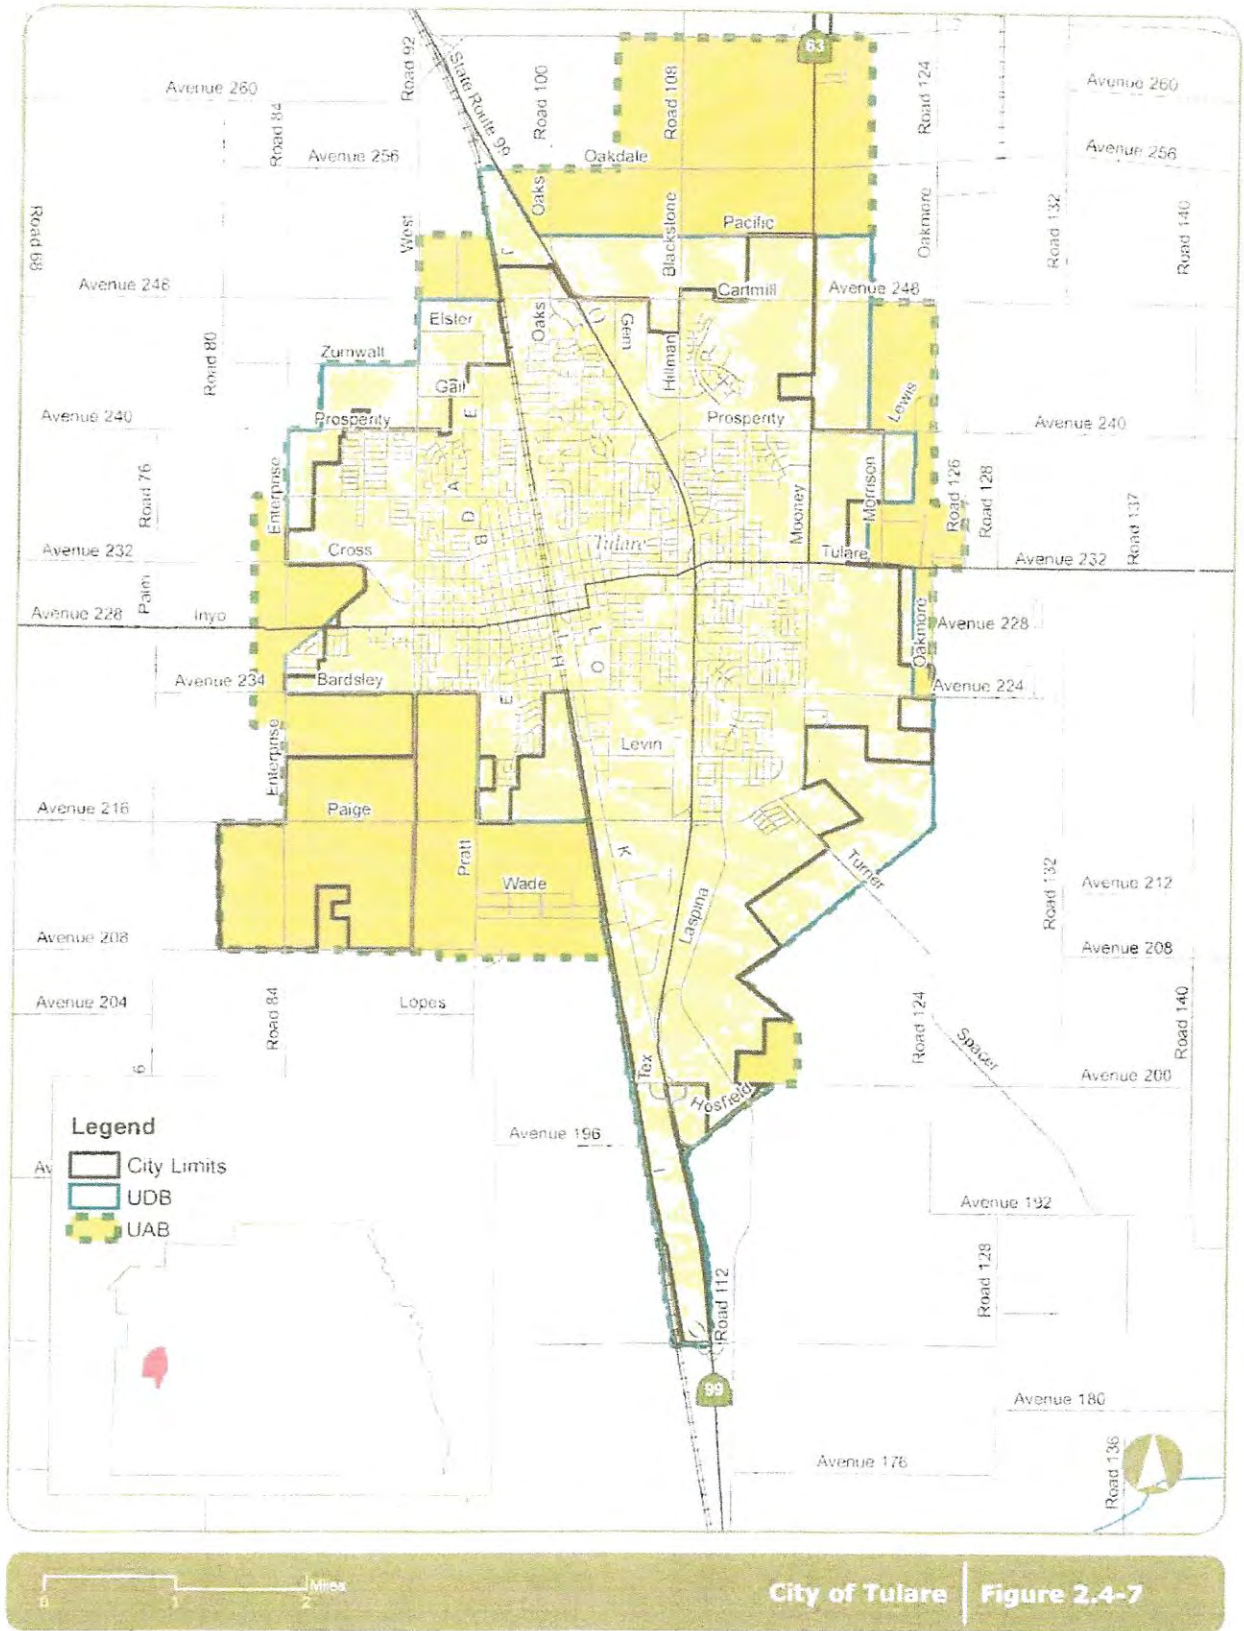 63
Road 92
State Route 99
Road 100
Road 108
Road 124
Avenue 260
Avenue 260
Road 84
Avenue 256
Oakdale
Avenue 256
Road 68
West
Oaks
Blackstone
Pacific
Oakmore
Road 132
Road 140
J
Avenue 248
Cartmill
Avenue 248
Elster
Oaks
Gem
Hillman
Road 80
Zumwalt
Gail
Lewis
Avenue 240
Prosperity
E
Prosperity
Avenue 240
Road 76
Enterprise
A
D
B
Mooney
Morrison
Road 126
Road 128
Road 137
Avenue 232
Cross
Tulare
Tulare
Avenue 232
Palm
Avenue 228
Inyo
I
H
L
O
Oakmore
Avenue 228
Avenue 234
Bardsley
E
Avenue 224
Enterprise
Levin
Avenue 216
Paige
Pratt
K
Turner
Wade
Laspina
Road 132
Avenue 212
Avenue 208
Avenue 208
Avenue 204
Road 84
Lopes
Road 124
Spacer
Road 140
6
Tex
Hosfield
Avenue 200
Legend
Avenue 196
Av
City Limits
I
UDB
Avenue 192
UAB
Road 112
Road 128
99
Avenue 180
Avenue 176
Road 136
0 1 2 Miles
City of Tulare | Figure 2.4-7